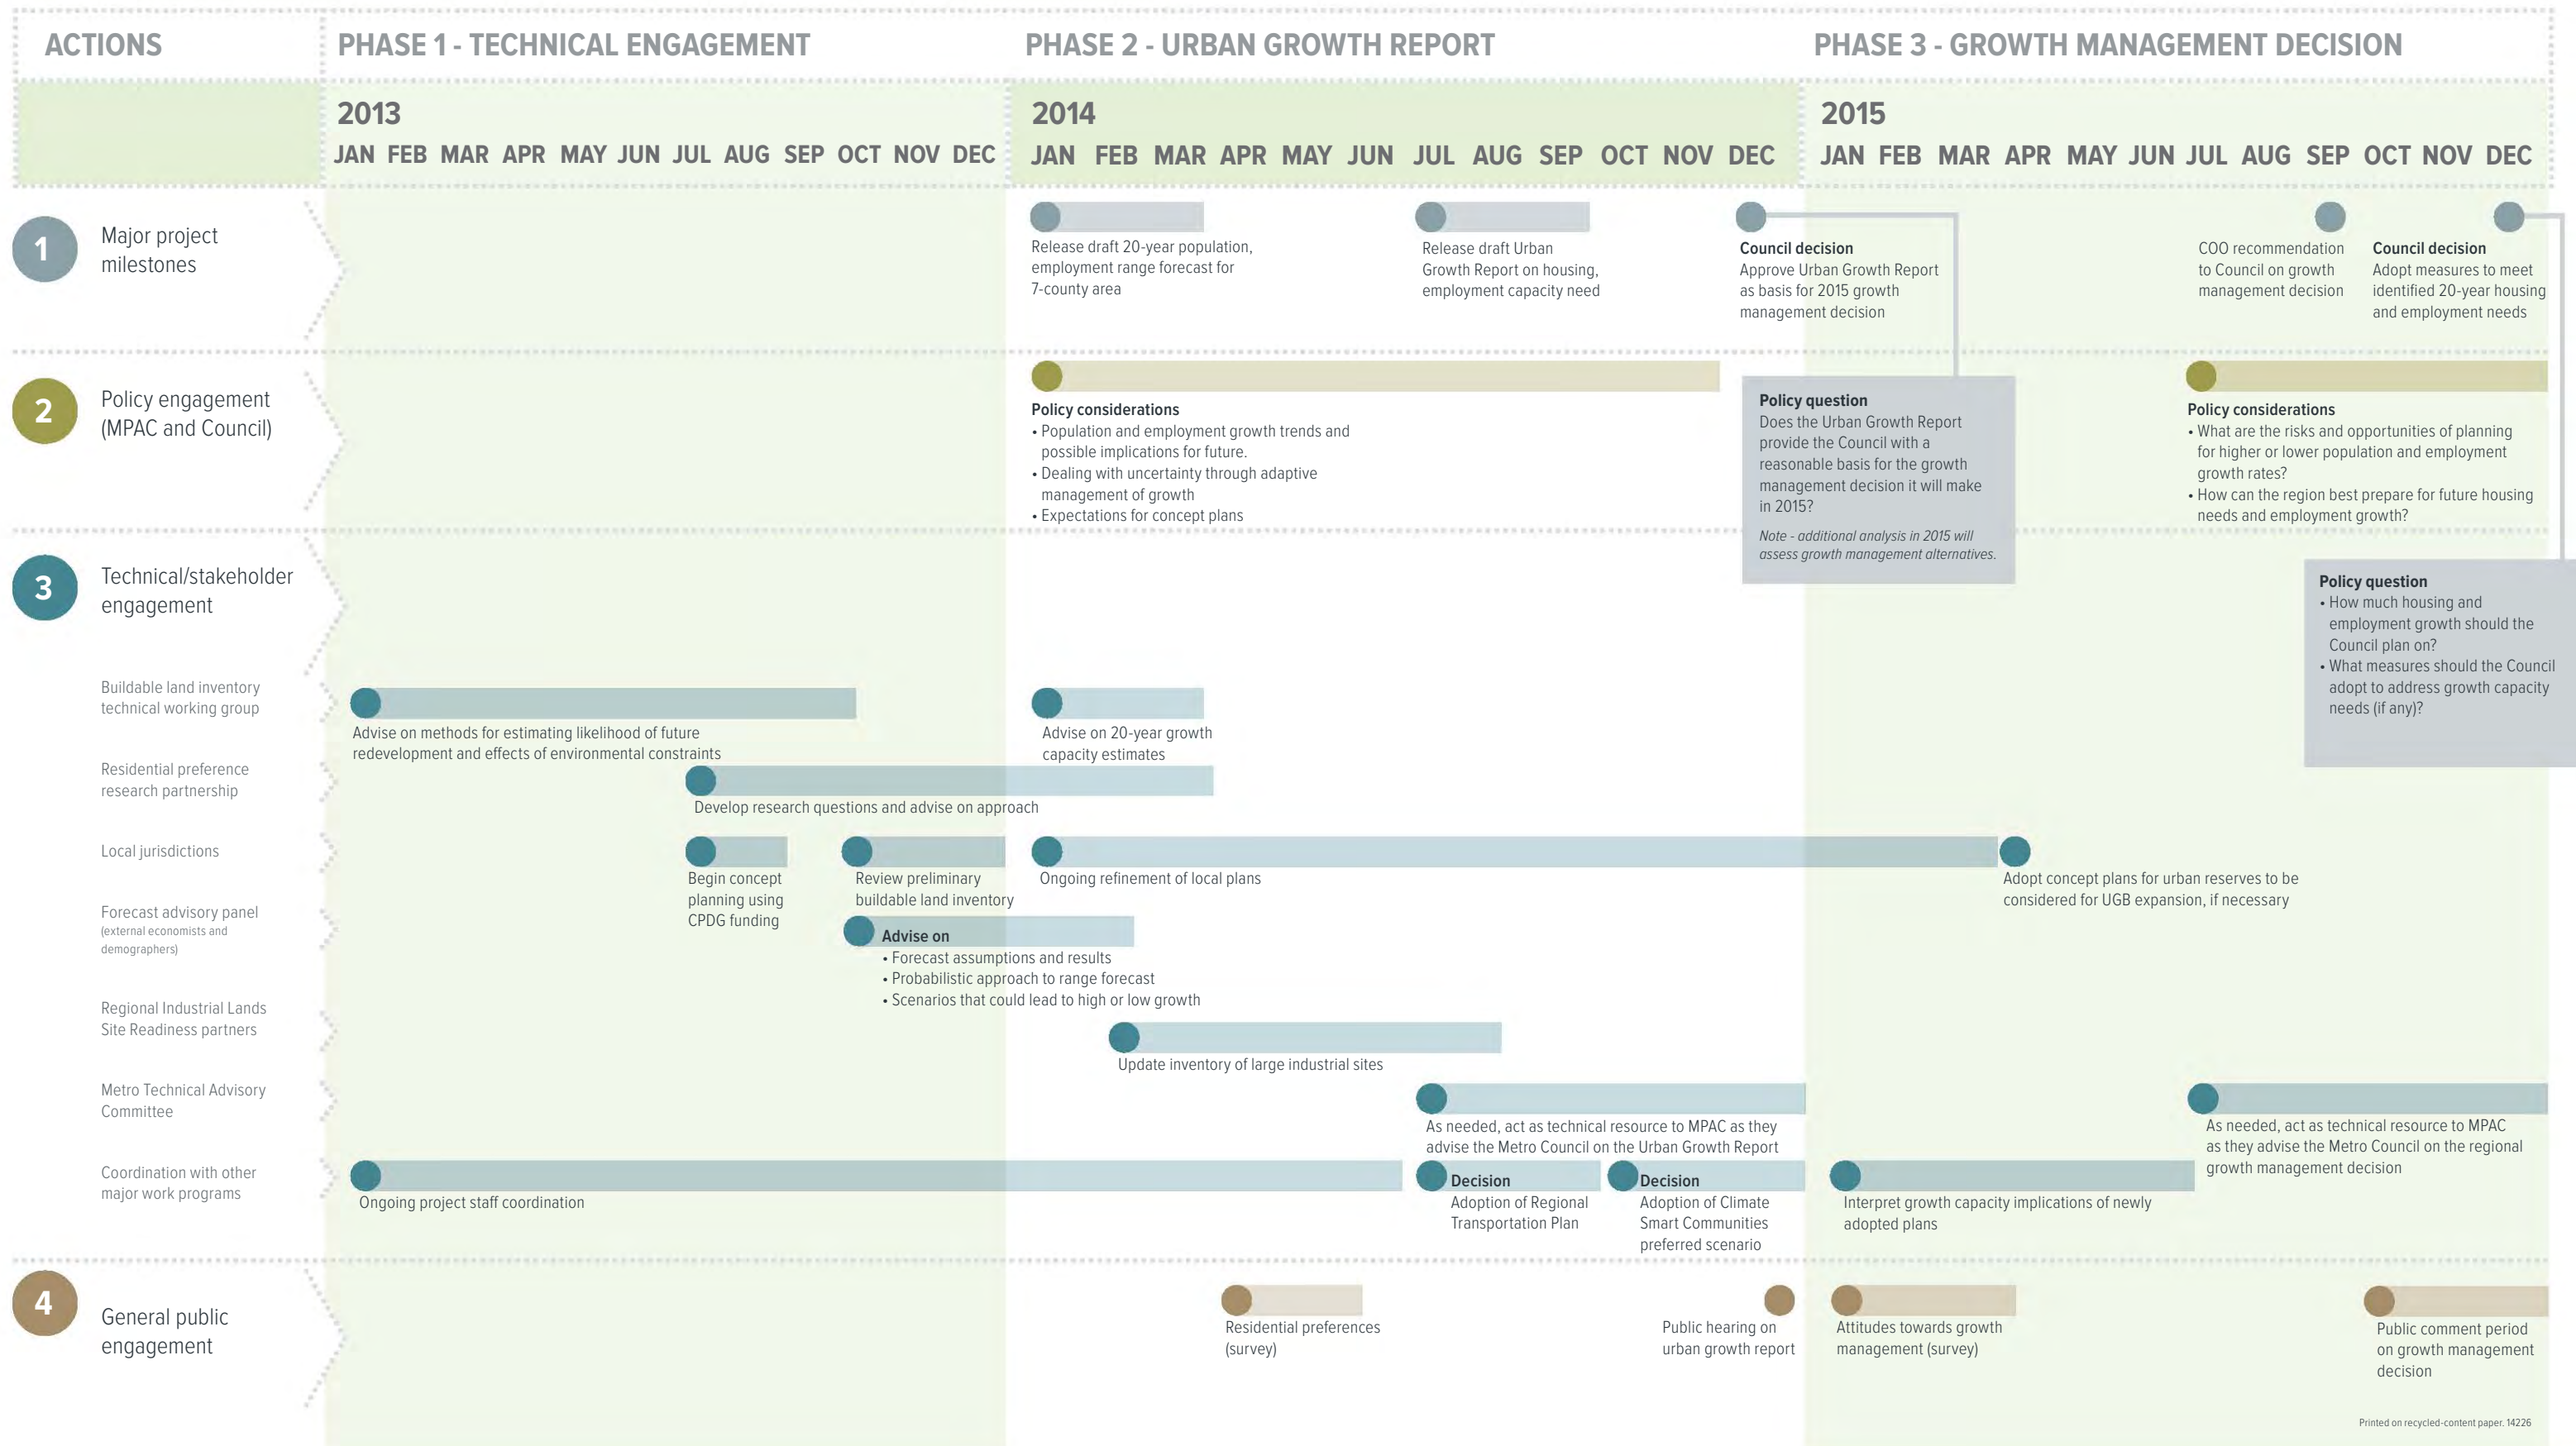 ACTIONS
PHASE 1 - TECHNICAL ENGAGEMENT
PHASE 2 - URBAN GROWTH REPORT
PHASE 3 - GROWTH MANAGEMENT DECISION
2013
JAN FEB MAR APR MAY JUN JUL AUG SEP OCT NOV DEC
2014
JAN FEB MAR APR MAY JUN JUL AUG SEP OCT NOV DEC
2015
JAN FEB MAR APR MAY JUN JUL AUG SEP OCT NOV DEC
1
Major project
milestones
Release draft 20-year population,
employment range forecast for
7-county area
Release draft Urban
Growth Report on housing,
employment capacity need
Council decision
Approve Urban Growth Report
as basis for 2015 growth
management decision
COO recommendation
to Council on growth
management decision
Council decision
Adopt measures to meet
identified 20-year housing
and employment needs
2
Policy engagement
(MPAC and Council)
Policy considerations
• Population and employment growth trends and
possible implications for future.
• Dealing with uncertainty through adaptive
management of growth
• Expectations for concept plans
Policy question
Does the Urban Growth Report
provide the Council with a
reasonable basis for the growth
management decision it will make
in 2015?
Note - additional analysis in 2015 will
assess growth management alternatives.
Policy considerations
• What are the risks and opportunities of planning
for higher or lower population and employment
growth rates?
• How can the region best prepare for future housing
needs and employment growth?
3
Technical/stakeholder
engagement
Policy question
• How much housing and
employment growth should the
Council plan on?
• What measures should the Council
adopt to address growth capacity
needs (if any)?
Buildable land inventory
technical working group
Advise on methods for estimating likelihood of future
redevelopment and effects of environmental constraints
Advise on 20-year growth
capacity estimates
Residential preference
research partnership
Develop research questions and advise on approach
Local jurisdictions
Begin concept
planning using
CPDG funding
Review preliminary
buildable land inventory
Ongoing refinement of local plans
Adopt concept plans for urban reserves to be
considered for UGB expansion, if necessary
Forecast advisory panel
(external economists and
demographers)
Advise on
• Forecast assumptions and results
• Probabilistic approach to range forecast
• Scenarios that could lead to high or low growth
Regional Industrial Lands
Site Readiness partners
Update inventory of large industrial sites
Metro Technical Advisory
Committee
As needed, act as technical resource to MPAC as they
advise the Metro Council on the Urban Growth Report
As needed, act as technical resource to MPAC
as they advise the Metro Council on the regional
growth management decision
Coordination with other
major work programs
Ongoing project staff coordination
Decision
Adoption of Regional
Transportation Plan
Decision
Adoption of Climate
Smart Communities
preferred scenario
Interpret growth capacity implications of newly
adopted plans
4
General public
engagement
Residential preferences
(survey)
Public hearing on
urban growth report
Attitudes towards growth
management (survey)
Public comment period
on growth management
decision
Printed on recycled-content paper. 14226